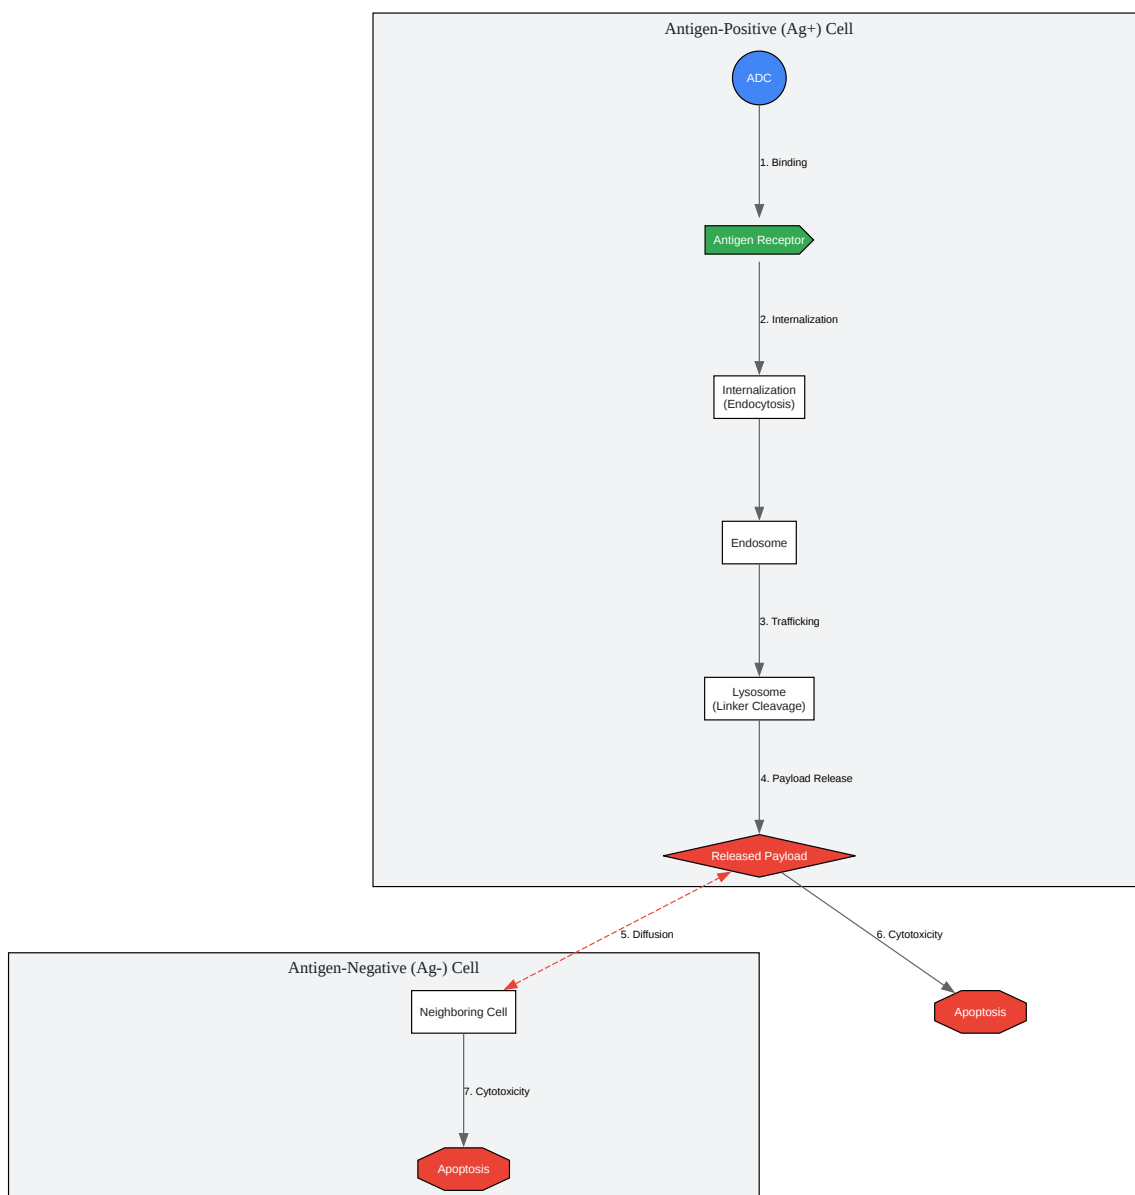 Antigen-Positive (Ag+) Cell
ADC
1. Binding
Antigen Receptor
2. Internalization
Internalization
(Endocytosis)
Endosome
3. Trafficking
Lysosome
(Linker Cleavage)
4. Payload Release
Released Payload
5. Diffusion
6. Cytotoxicity
Antigen-Negative (Ag-) Cell
Neighboring Cell
Apoptosis
7. Cytotoxicity
Apoptosis